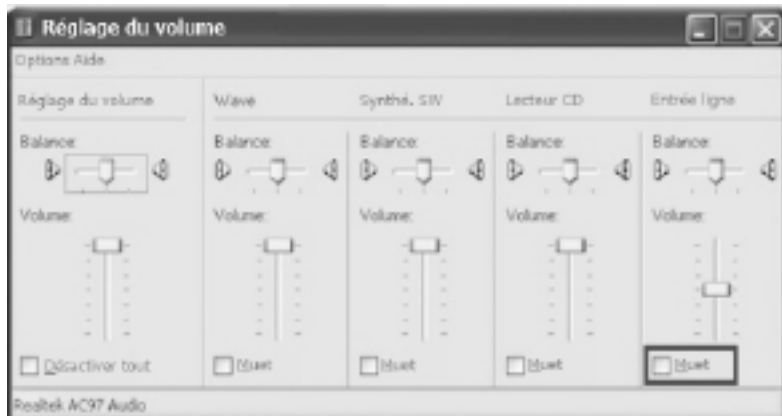 Réglage du volume
Options Aide
Réglage du volume Wave Synthé. SW Lecteur CD Entrée ligne
Balance: Balance: Balance: Balance: Balance:
Volume: Volume: Volume: Volume: Volume:
Désactiver tout Muet Muet Muet Muet
Realtek AC97 Audio